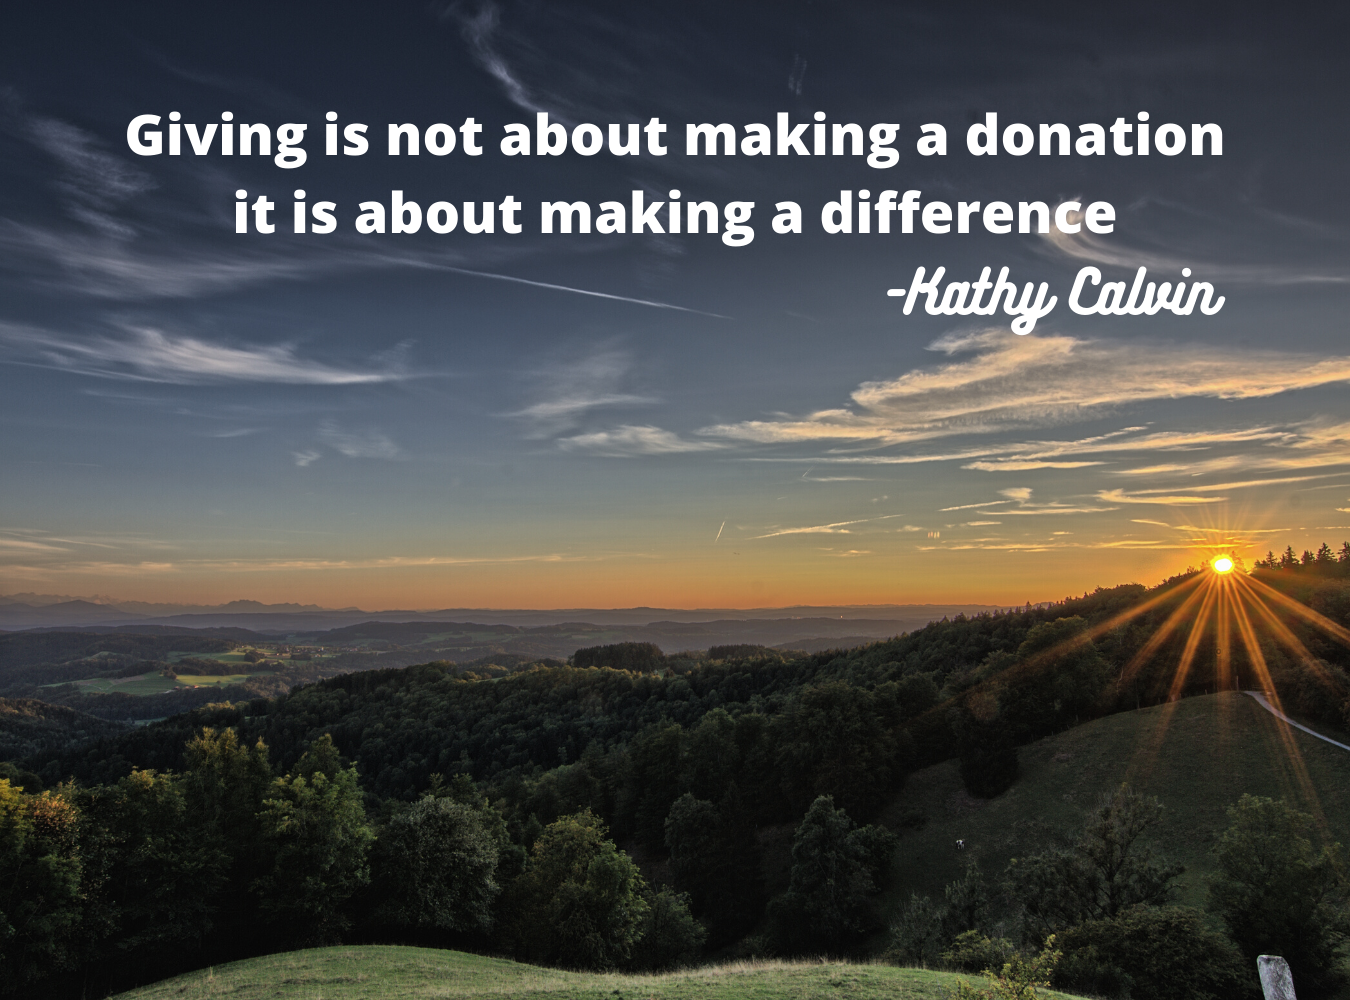 Giving is not about making a donation
it is about making a difference
-Kathy Calvin